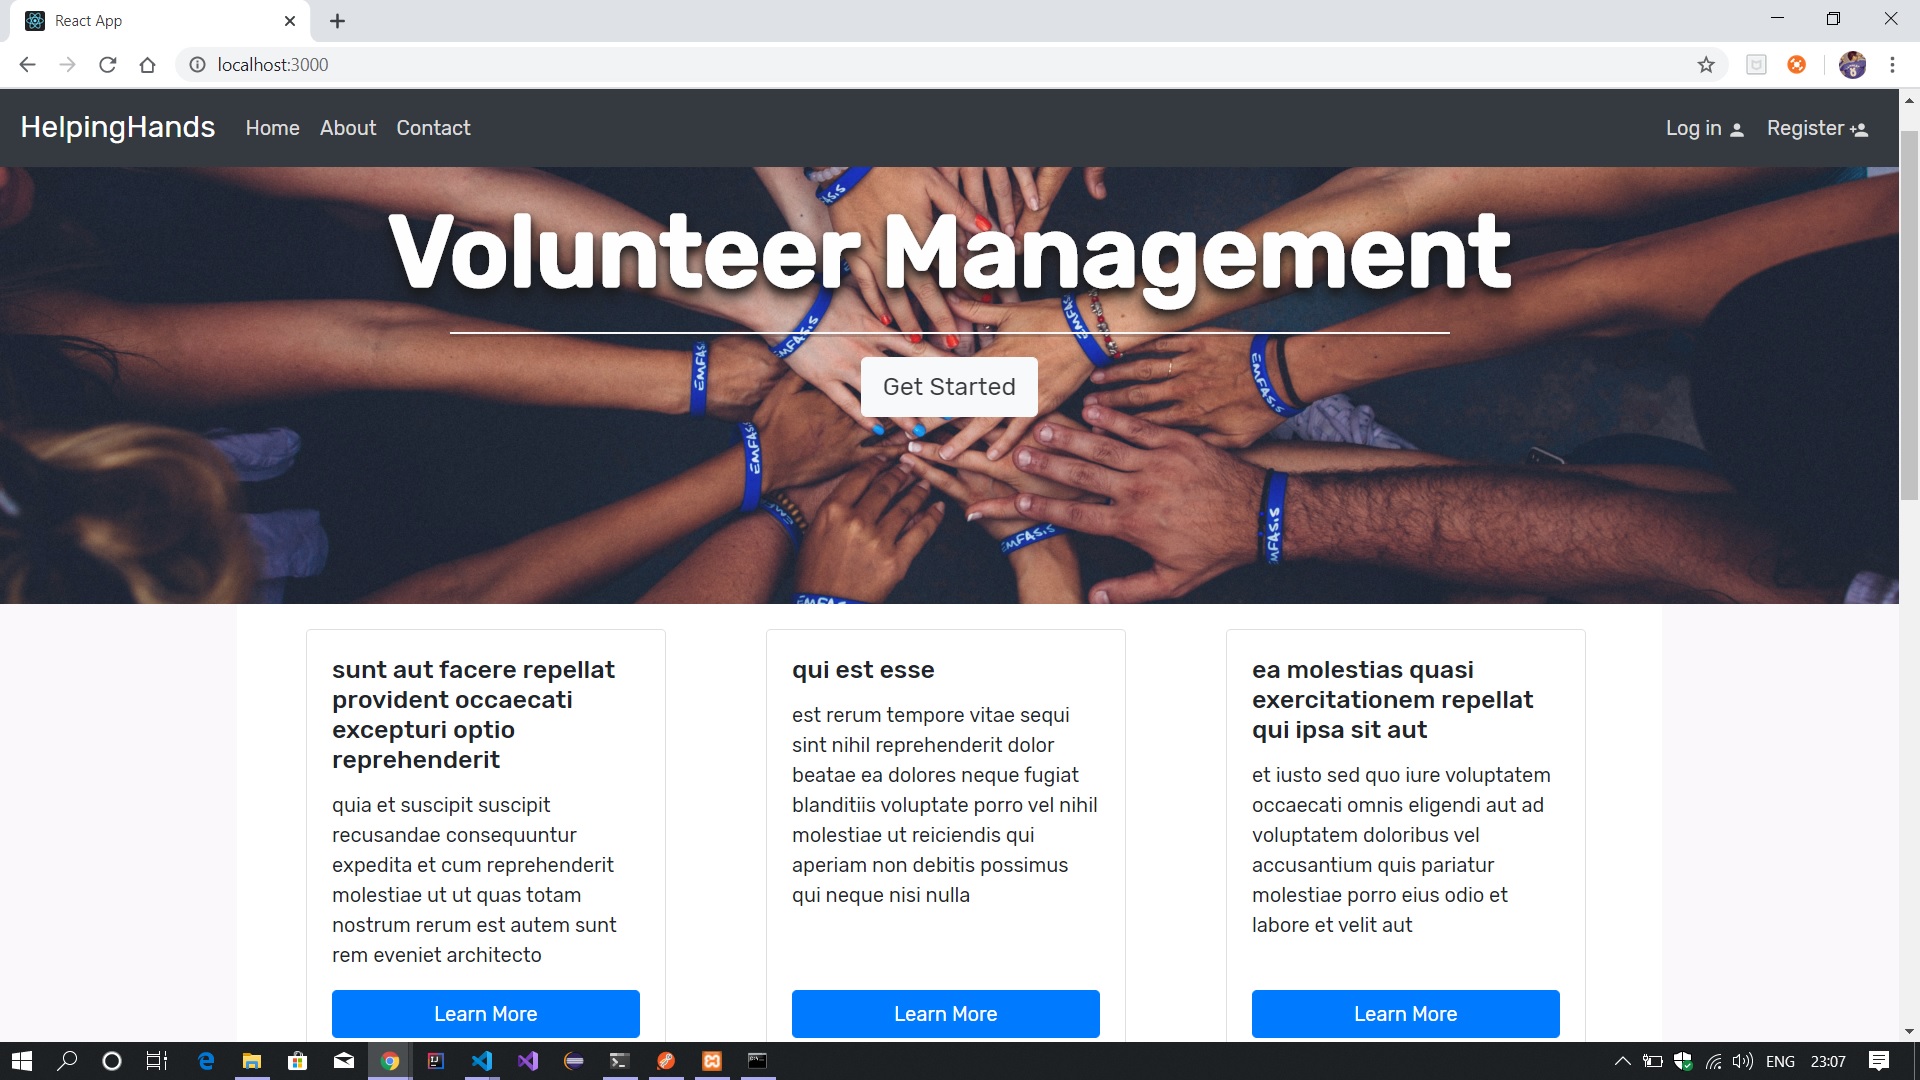 React App
localhost:3000
HelpingHands Home About Contact Log in Register
Volunteer Management
EMFASIS
EMFASIS
EMFASIS
Get Started
sunt aut facere repellat
provident occaecati
excepturi optio
reprehenderit
quia et suscipit suscipit
recusandae consequuntur
expedita et cum reprehenderit
molestiae ut ut quas totam
nostrum rerum est autem sunt
rem eveniet architecto
Learn More
qui est esse
est rerum tempore vitae sequi
sint nihil reprehenderit dolor
beatae ea dolores neque fugiat
blanditiis voluptate porro vel nihil
molestiae ut reiciendis qui
aperiam non debitis possimus
qui neque nisi nulla
Learn More
ea molestias quasi
exercitationem repellat
qui ipsa sit aut
et iusto sed quo iure voluptatem
occaecati omnis eligendi aut ad
voluptatem doloribus vel
accusantium quis pariatur
molestiae porro eius odio et
labore et velit aut
Learn More
ENG 23:07